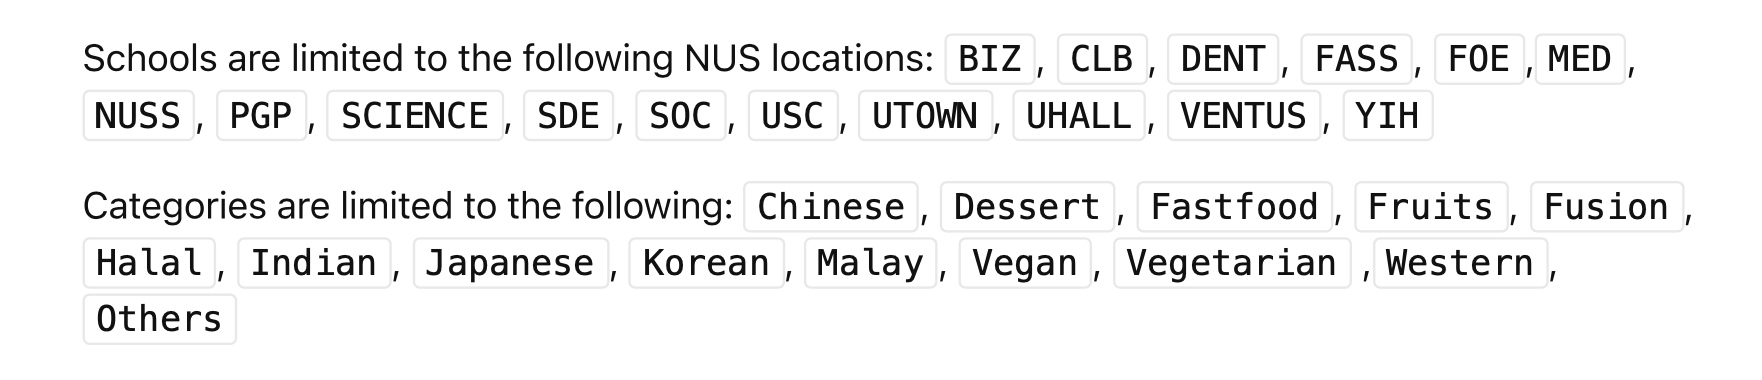 Schools are limited to the following NUS locations: BIZ, CLB, DENT, FASS, FOE,MED,
NUSS, PGP, SCIENCE, SDE, SOC, USC, UTOWN, UHALL, VENTUS, YIH
Categories are limited to the following: Chinese, Dessert, Fastfood, Fruits, Fusion,
Halal, Indian, Japanese, Korean, Malay, Vegan, Vegetarian ,Western,
Others